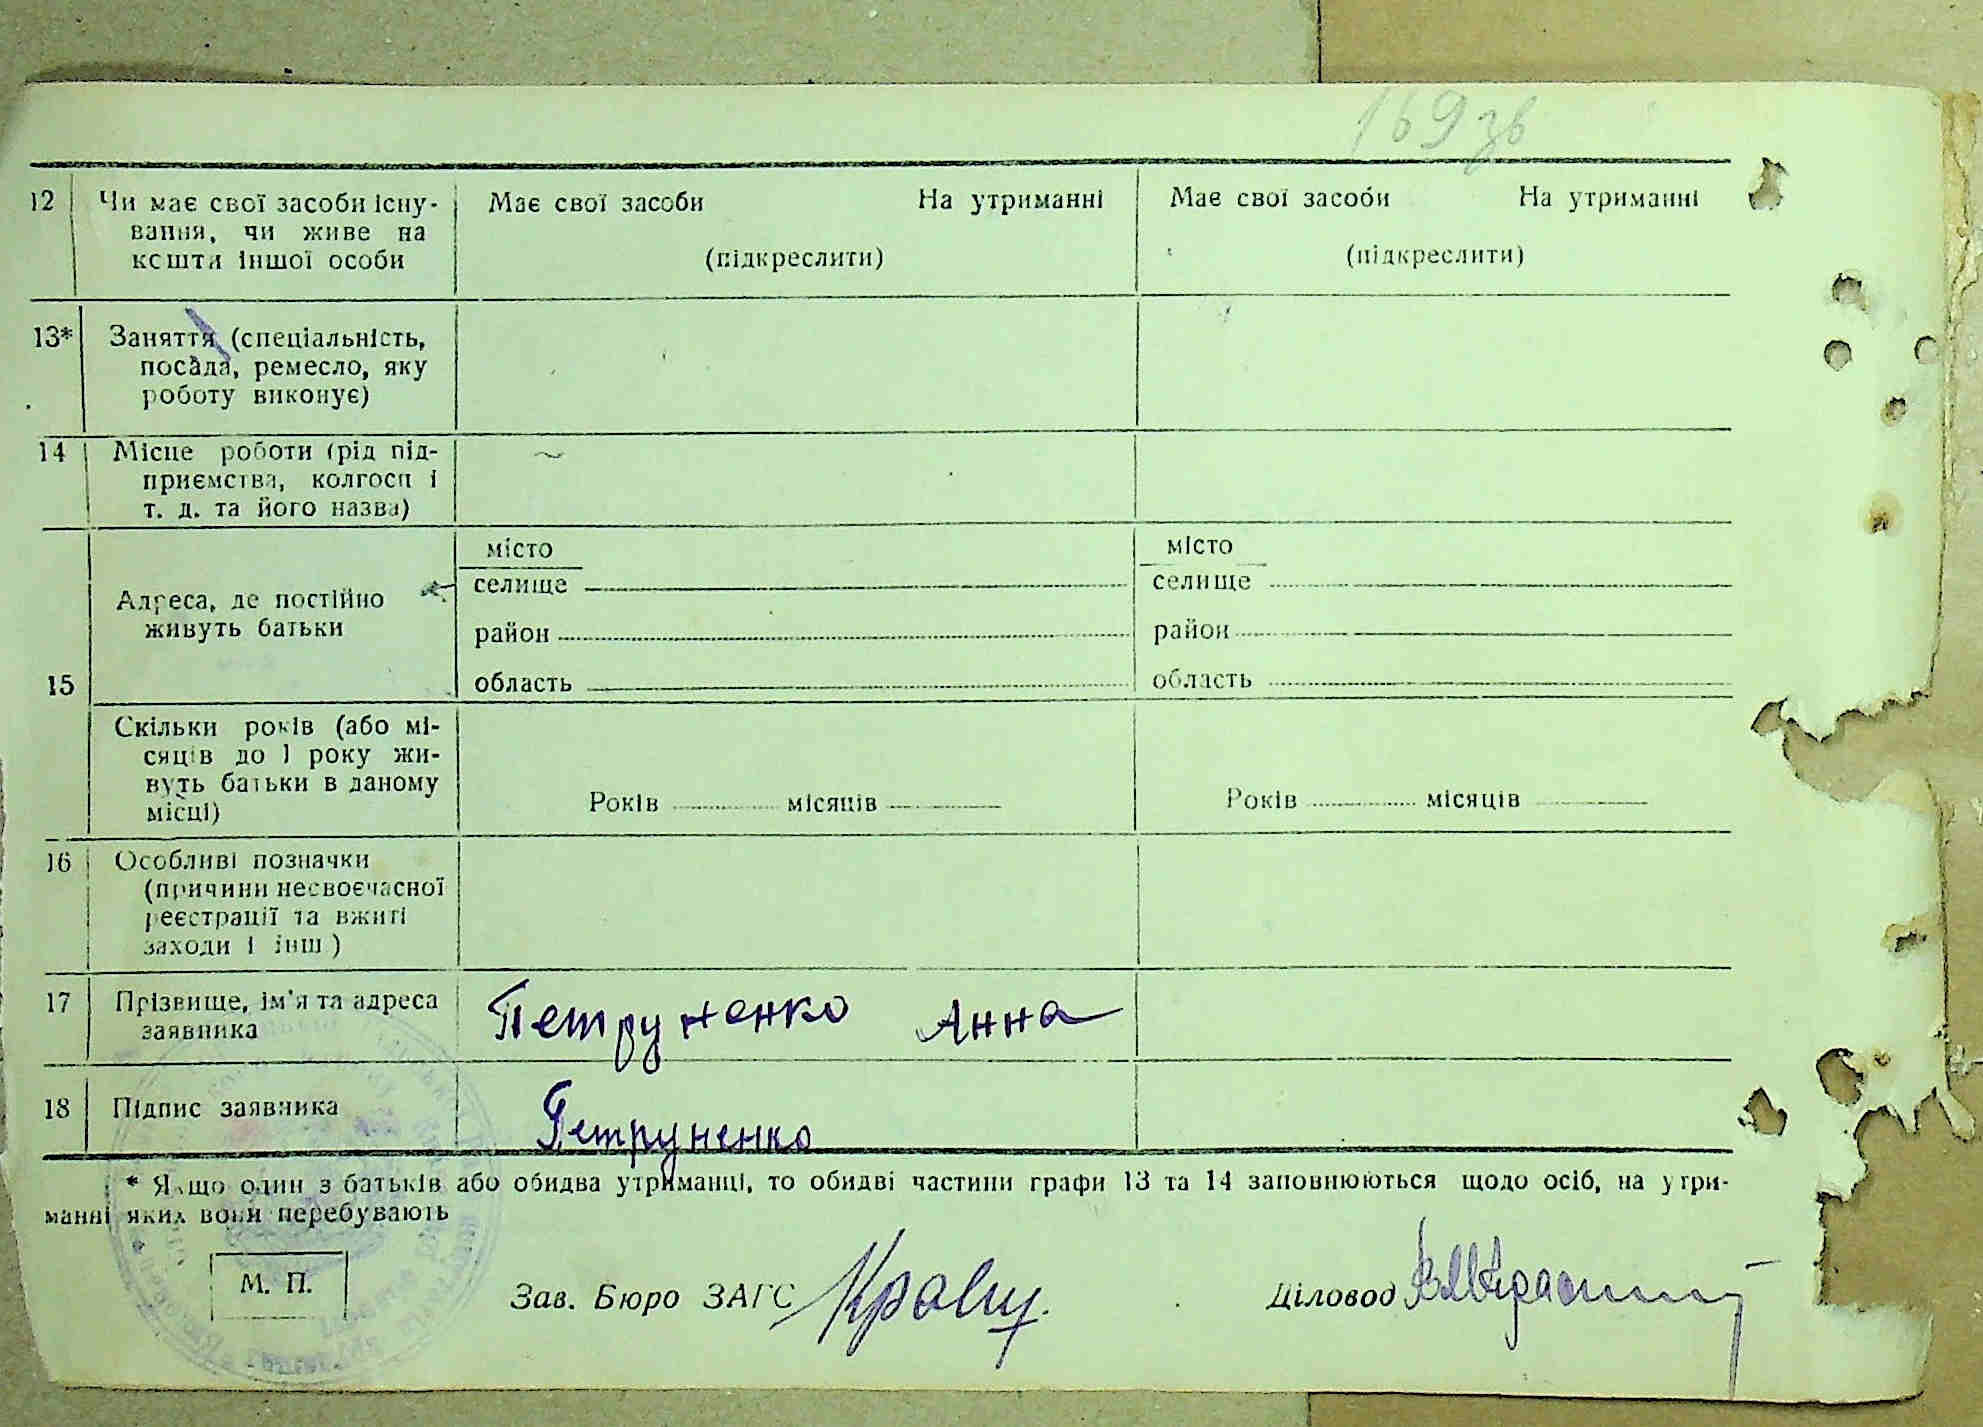 169 зв
12 Чи має свої засоби існу- Має свої засоби На утриманні Має свої засоби На утриманні
вання, чи живе на
кошти іншої особи (підкреслити) (підкреслити)
13* Заняття (спеціальність,
посада, ремесло, яку
роботу виконує)
14 Місце роботи (рід під-
приємства, колгосп і
т. д. та його назва)
місто місто
Адреса, де постійно селище селище
живуть батьки район район
15 область область
Скільки років (або мі-
сяців до 1 року жи-
вуть батьки в даному Років місяців Років місяців
місці)
16 Особливі позначки
(причини несвоєчасної
реєстрації та вжиті
заходи і інш)
17 Прізвище, ім'я та адреса Петруненко Анна
заявника
18 Підпис заявника Петруненко
* Якщо один з батьків або обидва утриманці, то обидві частини графи 13 та 14 заповнюються щодо осіб, на утри-
манні яких вони перебувають
М. П. Зав. Бюро ЗАГС Кравц Діловод